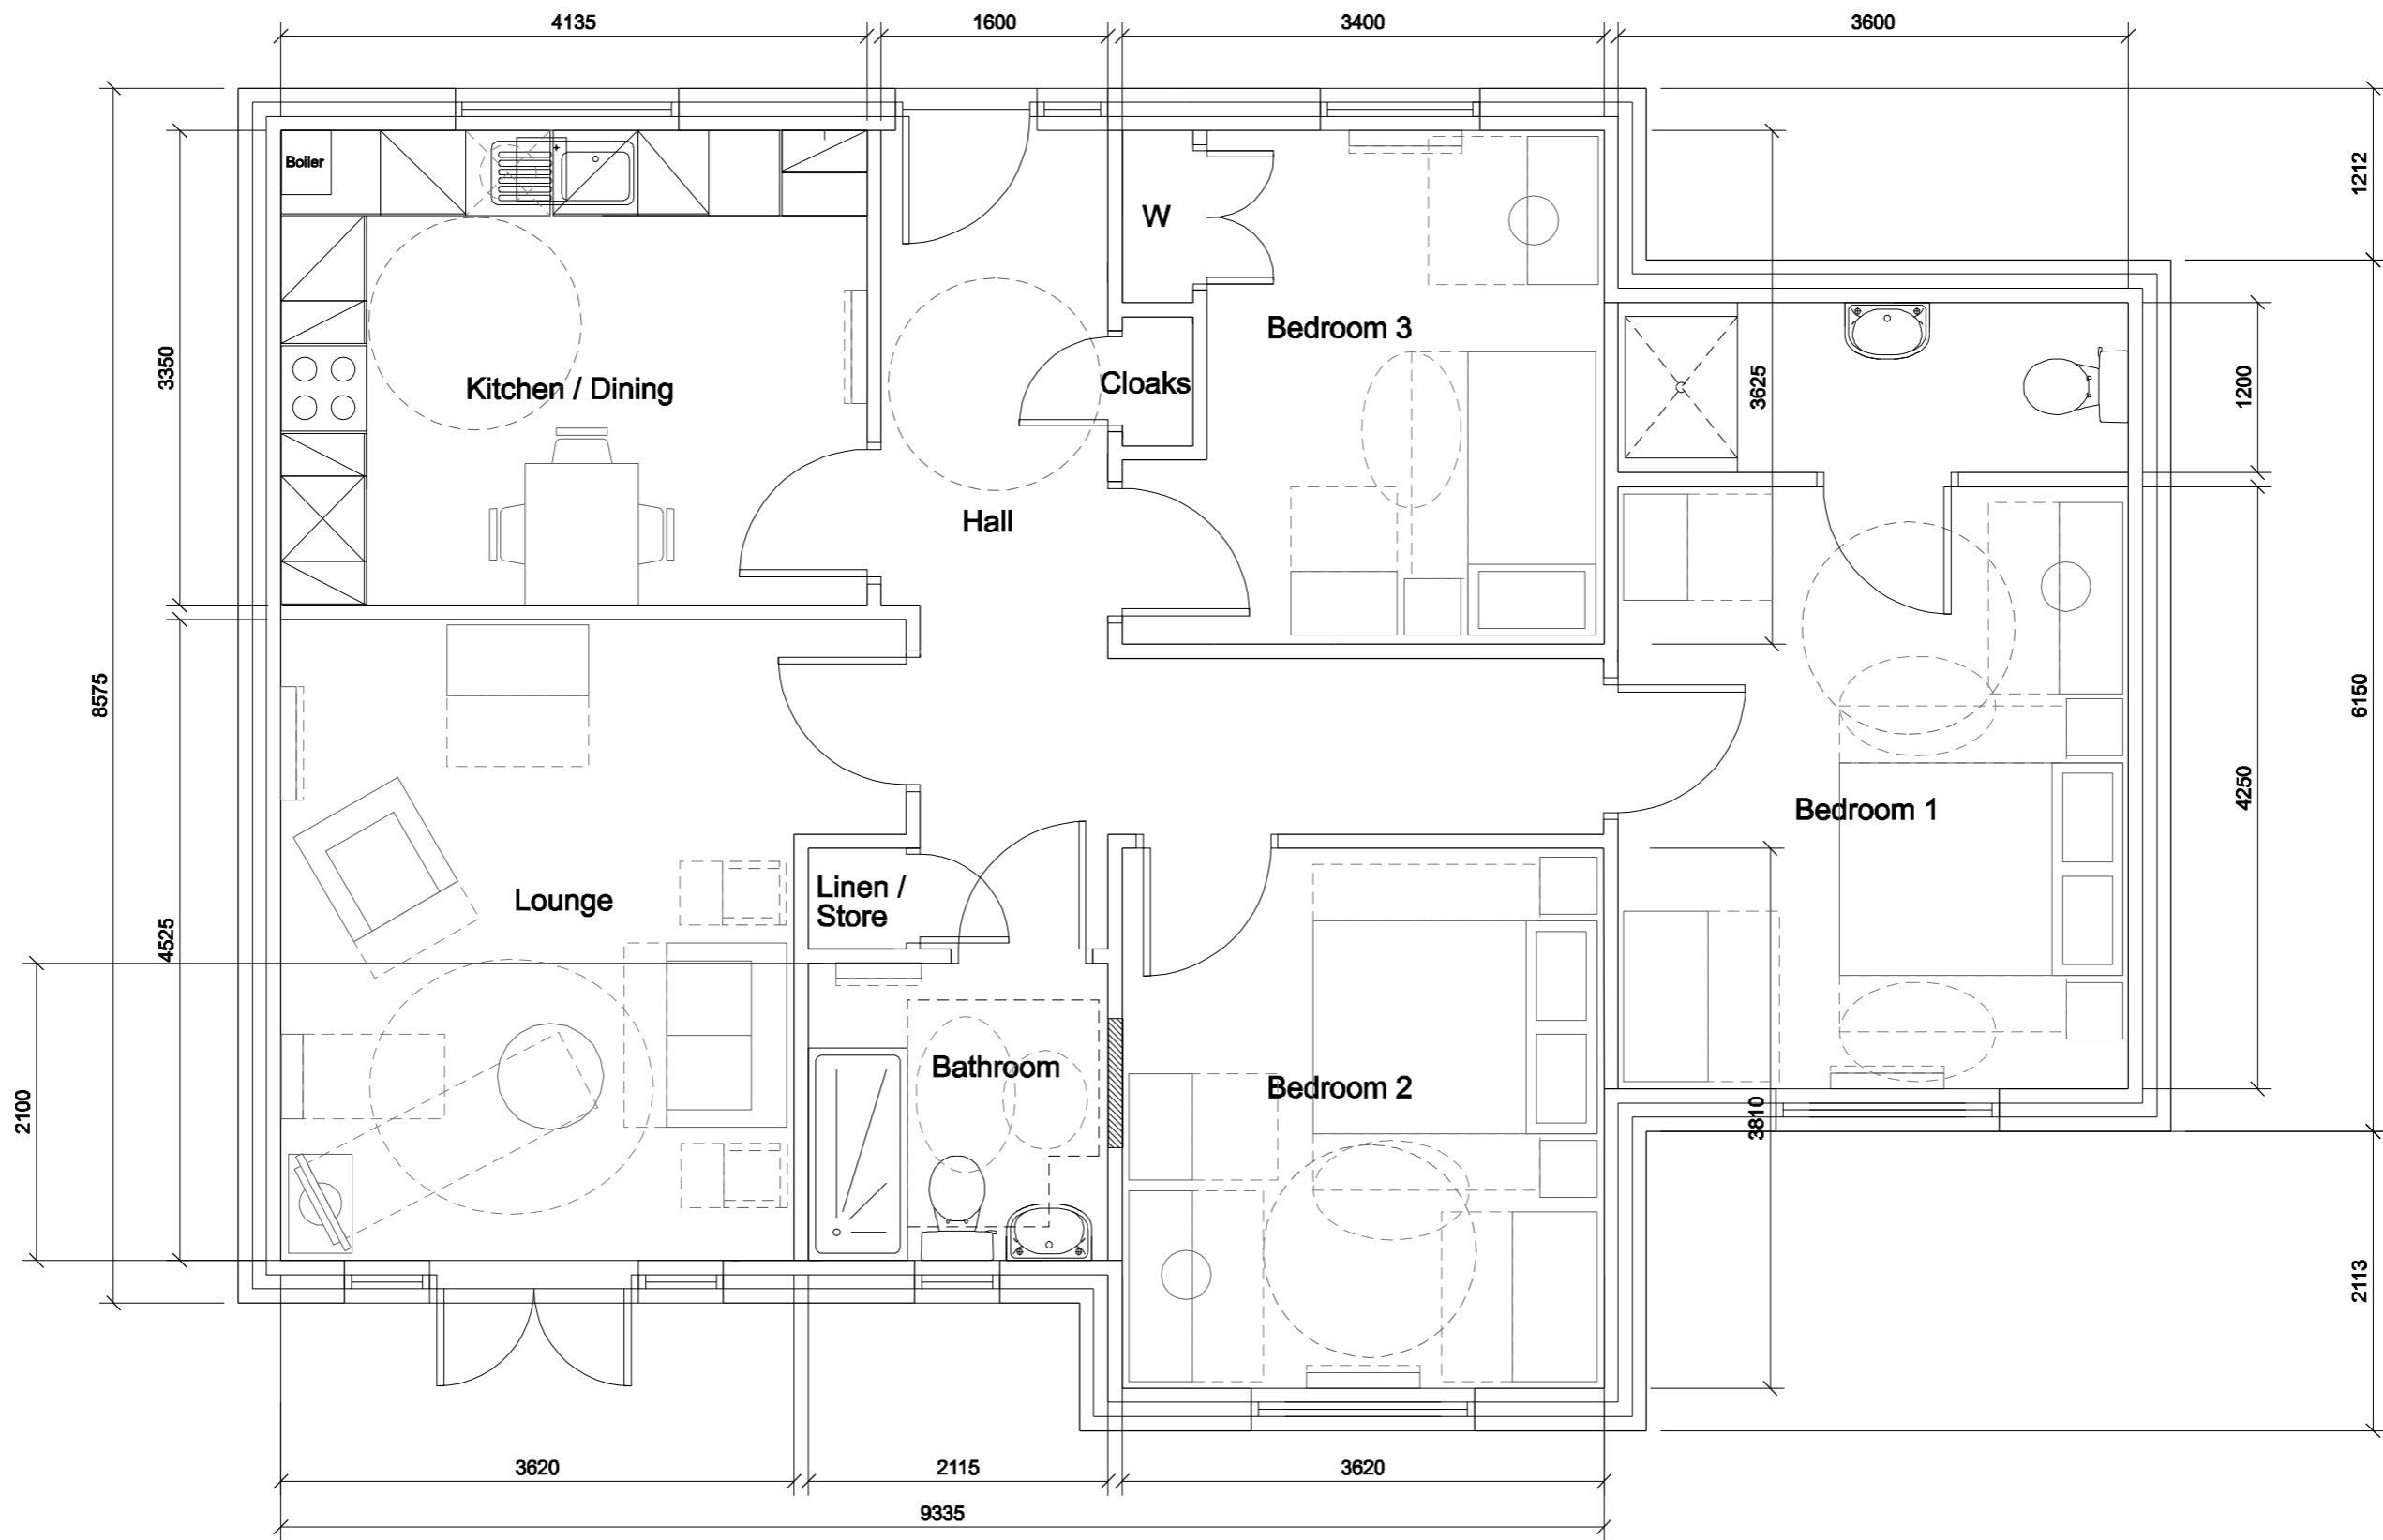 4135
1600
3400
3600
Boiler
W
1212
Bedroom 3
3350
Kitchen / Dining
Cloaks
3625
1200
Hall
8575
6150
4250
Bedroom 1
Linen /
Store
Lounge
4525
2100
Bathroom
Bedroom 2
3810
2113
3620
2115
3620
9335